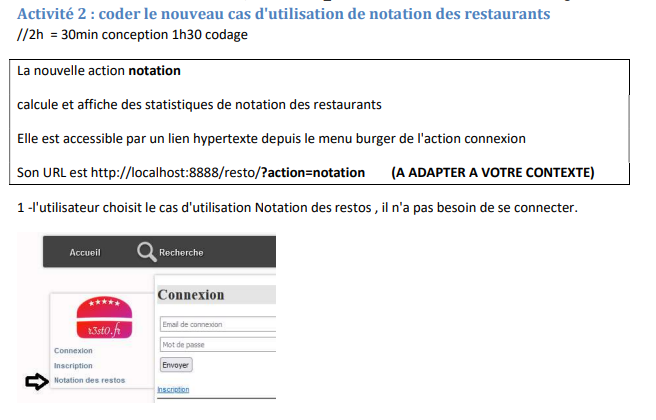 Activité 2 : coder le nouveau cas d'utilisation de notation des restaurants
//2h = 30min conception 1h30 codage
La nouvelle action notation
calcule et affiche des statistiques de notation des restaurants
Elle est accessible par un lien hypertexte depuis le menu burger de l'action connexion
Son URL est http://localhost:8888/resto/?action=notation (A ADAPTER A VOTRE CONTEXTE)
1 -l'utilisateur choisit le cas d'utilisation Notation des restos , il n'a pas besoin de se connecter.
Accueil Recherche
Connexion
r3st0.fr
Email de connexion
Mot de passe
Connexion
Inscription
Envoyer
Notation des restos
Inscription